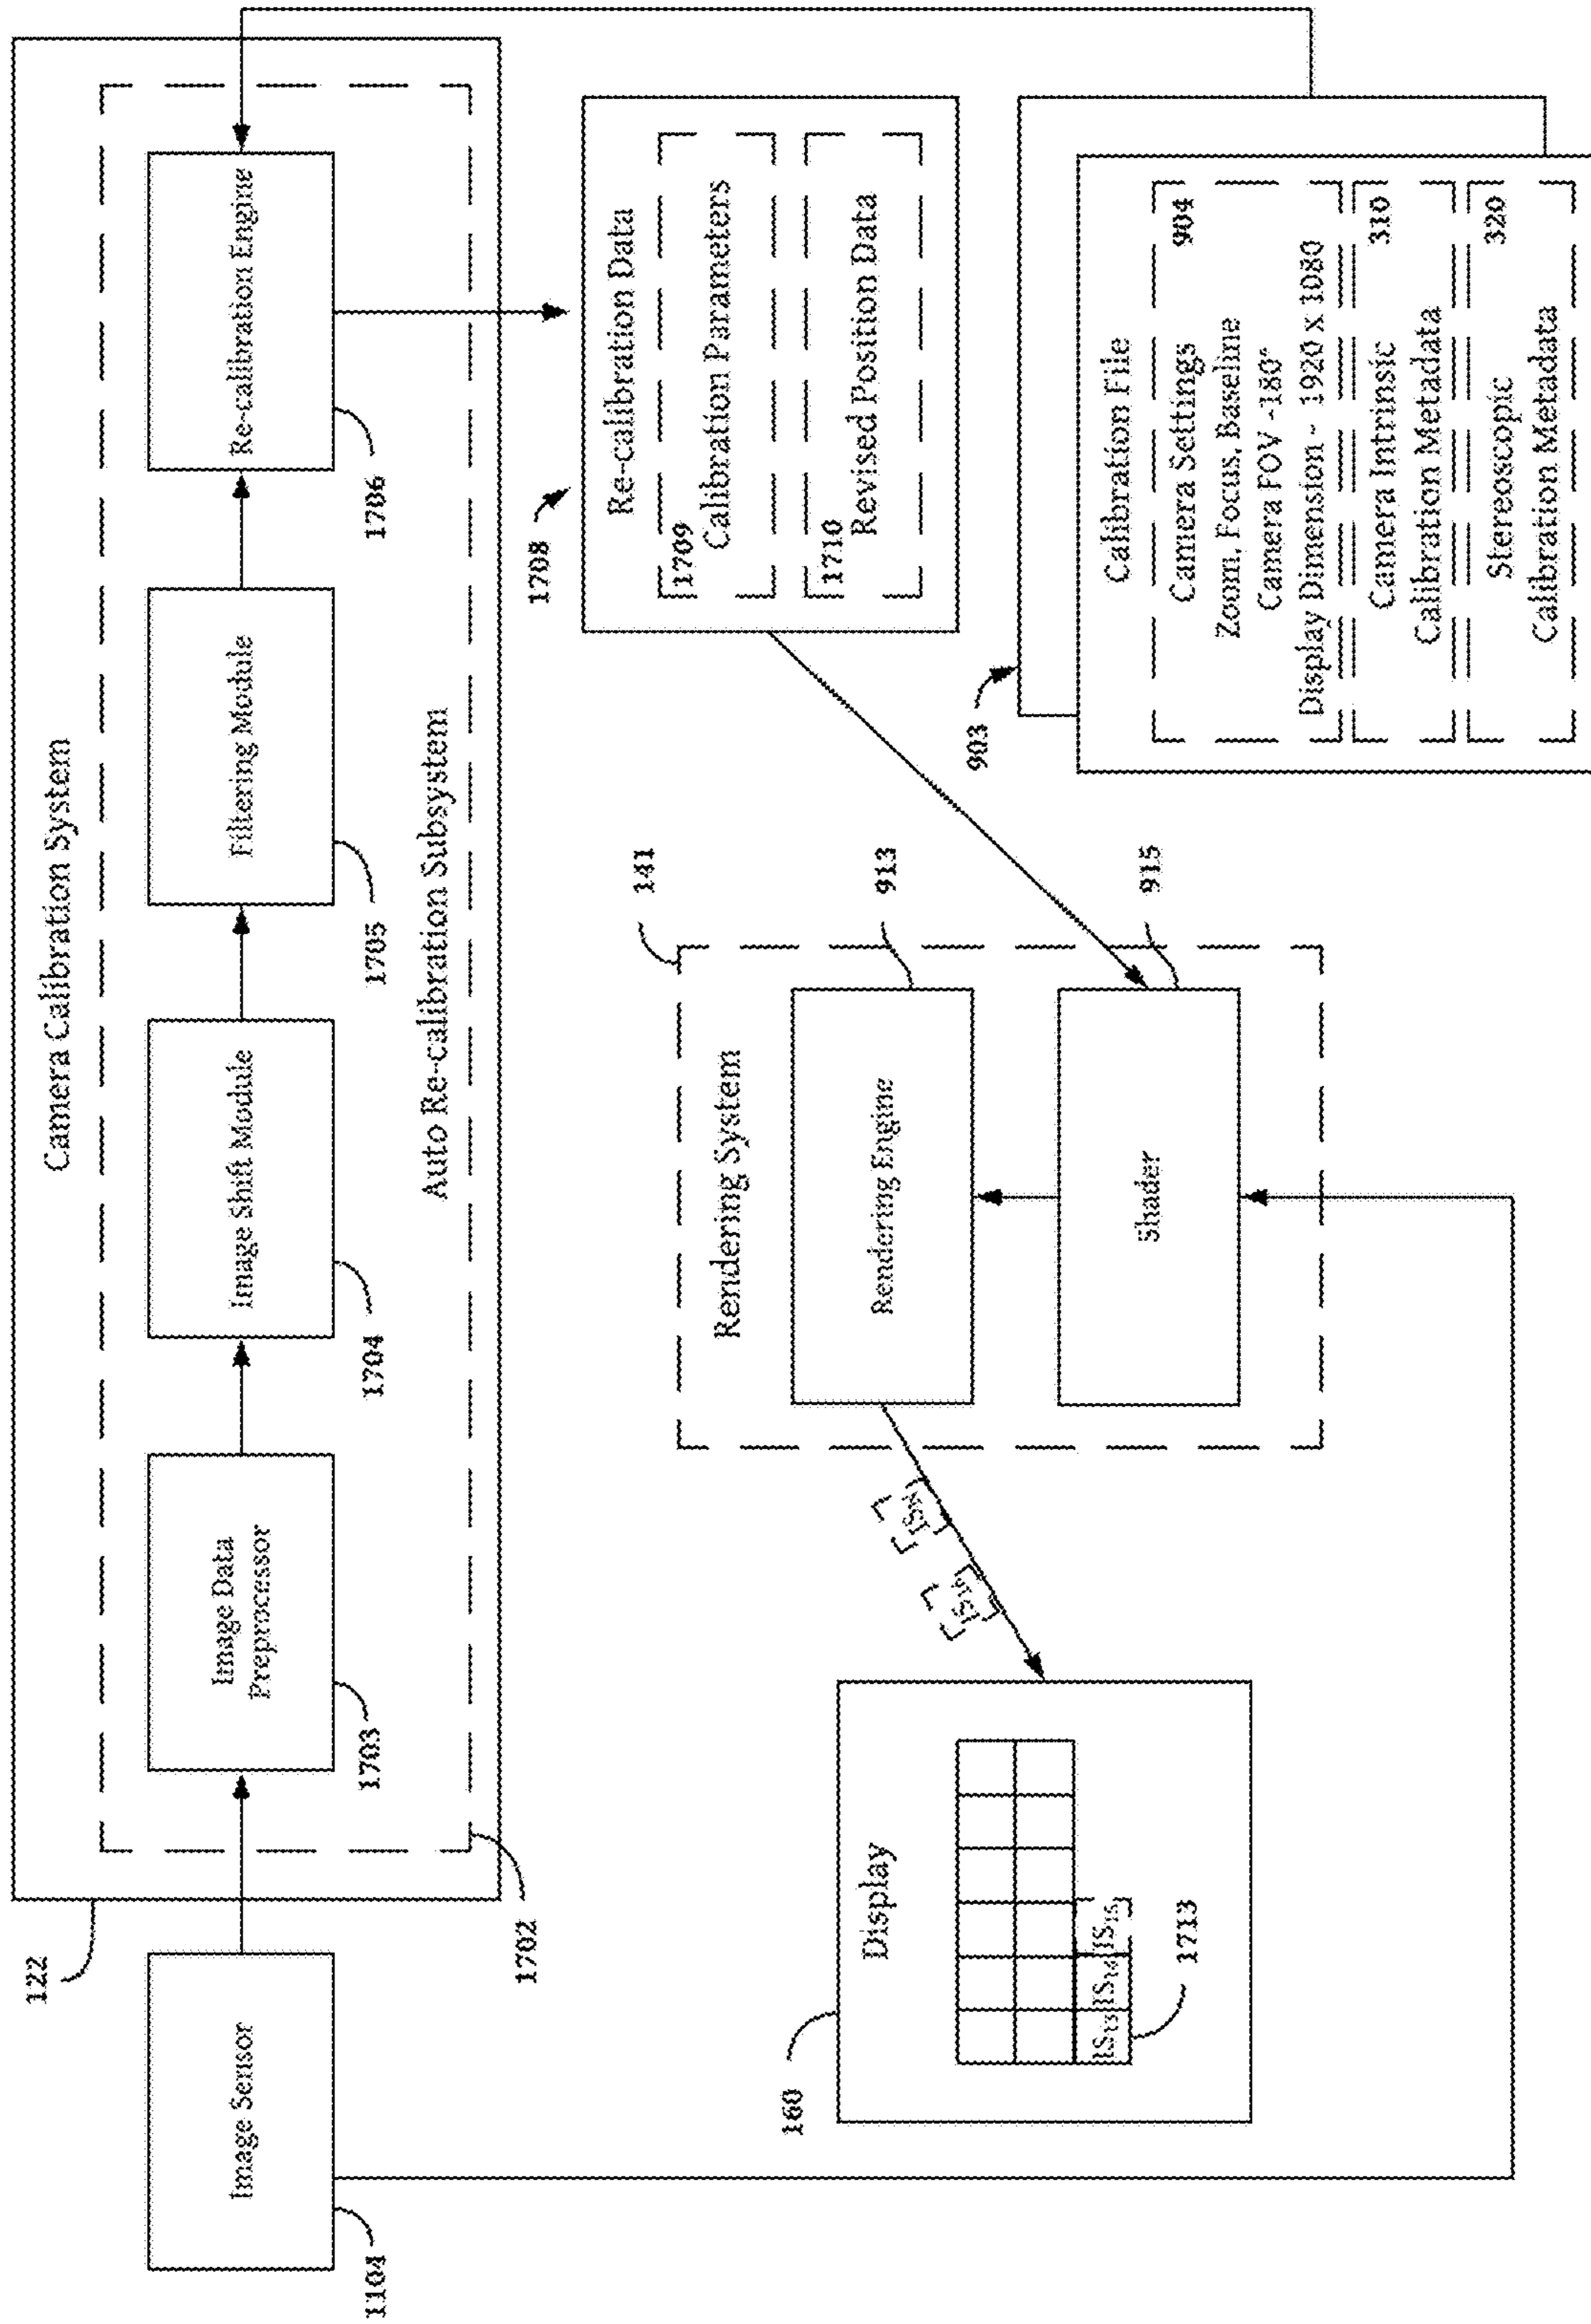 Camera Calibration System
122
Image Sensor
1104
Image Data
Preprocessor
1703
Image Shift Module
1704
Filtering Module
1705
Re-calibration Engine
1706
Auto Re-calibration Subsystem
1702
1708
Re-calibration Data
1709
Calibration Parameters
1710
Revised Position Data
141
Rendering System
Rendering Engine
913
Shader
915
160
Display
IS13
IS14
IS15
1713
903
Calibration File
904
Camera Settings
Zoom, Focus, Baseline
Camera FOV -180°
Display Dimension - 1920 x 1080
310
Camera Intrinsic
Calibration Metadata
320
Stereoscopic
Calibration Metadata